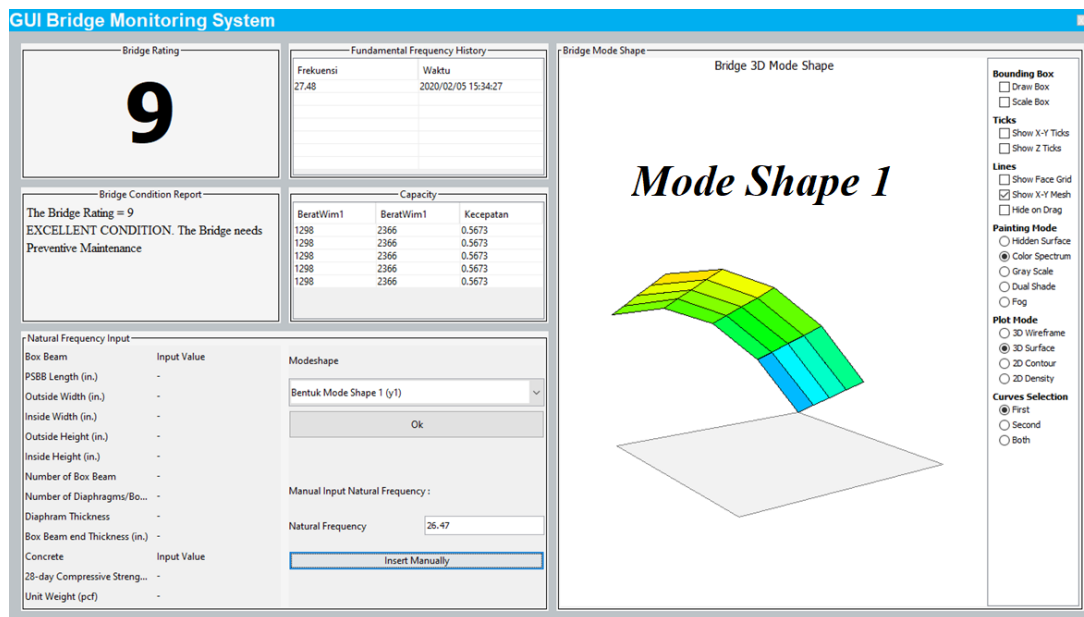 GUI Bridge Monitoring System
Bridge Rating
9
Fundamental Frequency History
Frekuensi Waktu
27.48 2020/02/05 15:34:27
Bridge Condition Report
The Bridge Rating = 9
EXCELLENT CONDITION. The Bridge needs
Preventive Maintenance
Capacity
BeratWim1 BeratWim1 Kecepatan
1298 2366 0.5673
1298 2366 0.5673
1298 2366 0.5673
1298 2366 0.5673
1298 2366 0.5673
Natural Frequency Input
Box Beam Input Value
PSBB Length (in.) -
Outside Width (in.) -
Inside Width (in.) -
Outside Height (in.) -
Inside Height (in.) -
Number of Box Beam -
Number of Diaphragms/Bo... -
Diaphram Thickness -
Box Beam end Thickness (in.) -
Concrete Input Value
28-day Compressive Streng... -
Unit Weight (pcf) -
Modeshape
Bentuk Mode Shape 1 (y1)
Ok
Manual Input Natural Frequency :
Natural Frequency 26.47
Insert Manually
Bridge Mode Shape
Bridge 3D Mode Shape
Mode Shape 1
Bounding Box
Draw Box
Scale Box
Ticks
Show X-Y Ticks
Show Z Ticks
Lines
Show Face Grid
Show X-Y Mesh
Hide on Drag
Painting Mode
Hidden Surface
Color Spectrum
Gray Scale
Dual Shade
Fog
Plot Mode
3D Wireframe
3D Surface
2D Contour
2D Density
Curves Selection
First
Second
Both